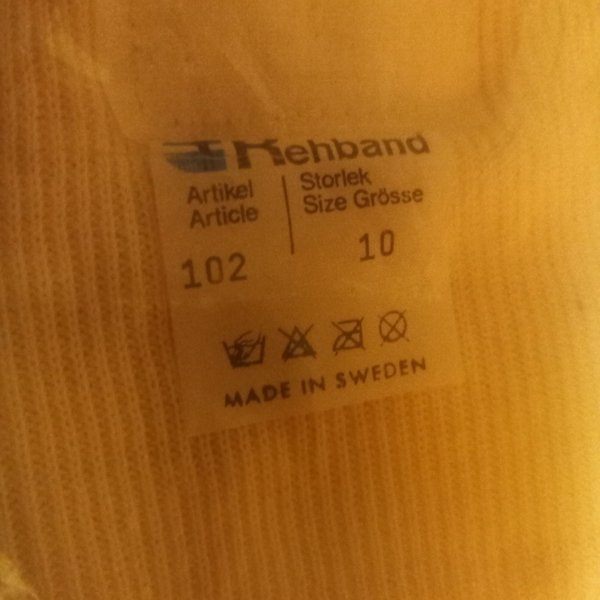 Rehband
Artikel
Article
Storlek
Size Grösse
102
10
MADE IN SWEDEN